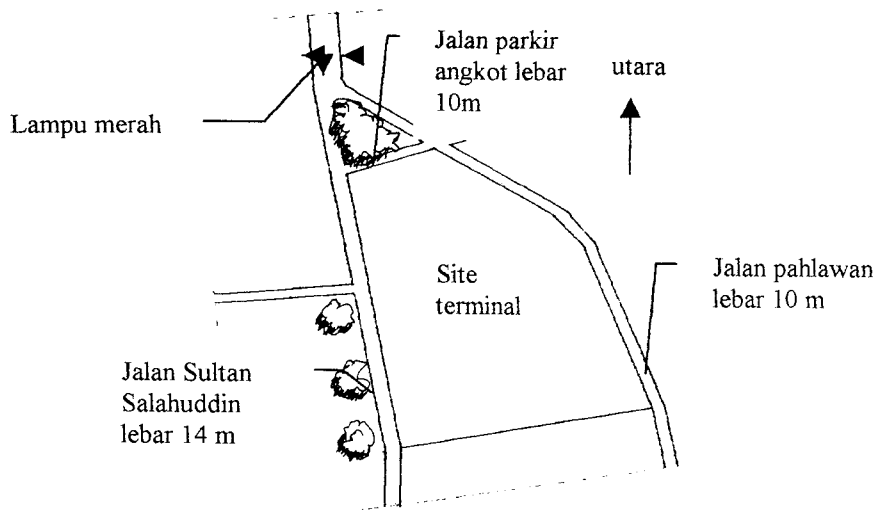 Jalan parkir
angkot lebar
10m
utara
Lampu merah
Site
terminal
Jalan pahlawan
lebar 10 m
Jalan Sultan
Salahuddin
lebar 14 m